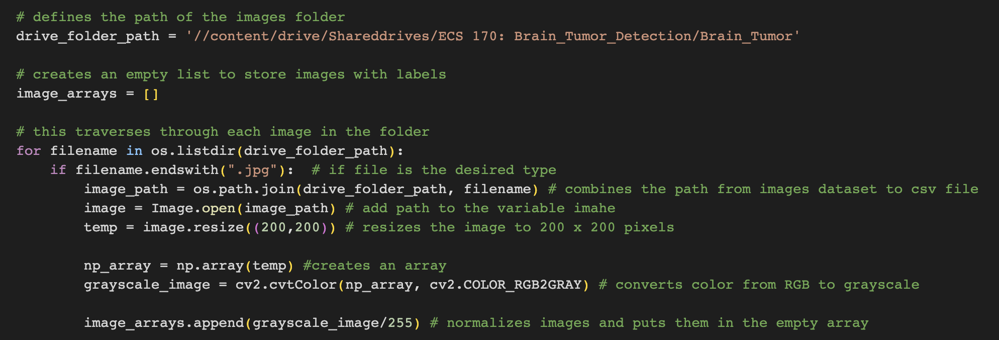 # defines the path of the images folder
drive_folder_path = '//content/drive/Shareddrives/ECS 170: Brain_Tumor_Detection/Brain_Tumor'
# creates an empty list to store images with labels
image_arrays = []
# this traverses through each image in the folder
for filename in os.listdir(drive_folder_path):
    if filename.endswith(".jpg"):  # if file is the desired type
        image_path = os.path.join(drive_folder_path, filename) # combines the path from images dataset to csv file
        image = Image.open(image_path) # add path to the variable imahe
        temp = image.resize((200,200)) # resizes the image to 200 x 200 pixels
        np_array = np.array(temp) #creates an array
        grayscale_image = cv2.cvtColor(np_array, cv2.COLOR_RGB2GRAY) # converts color from RGB to grayscale
        image_arrays.append(grayscale_image/255) # normalizes images and puts them in the empty array